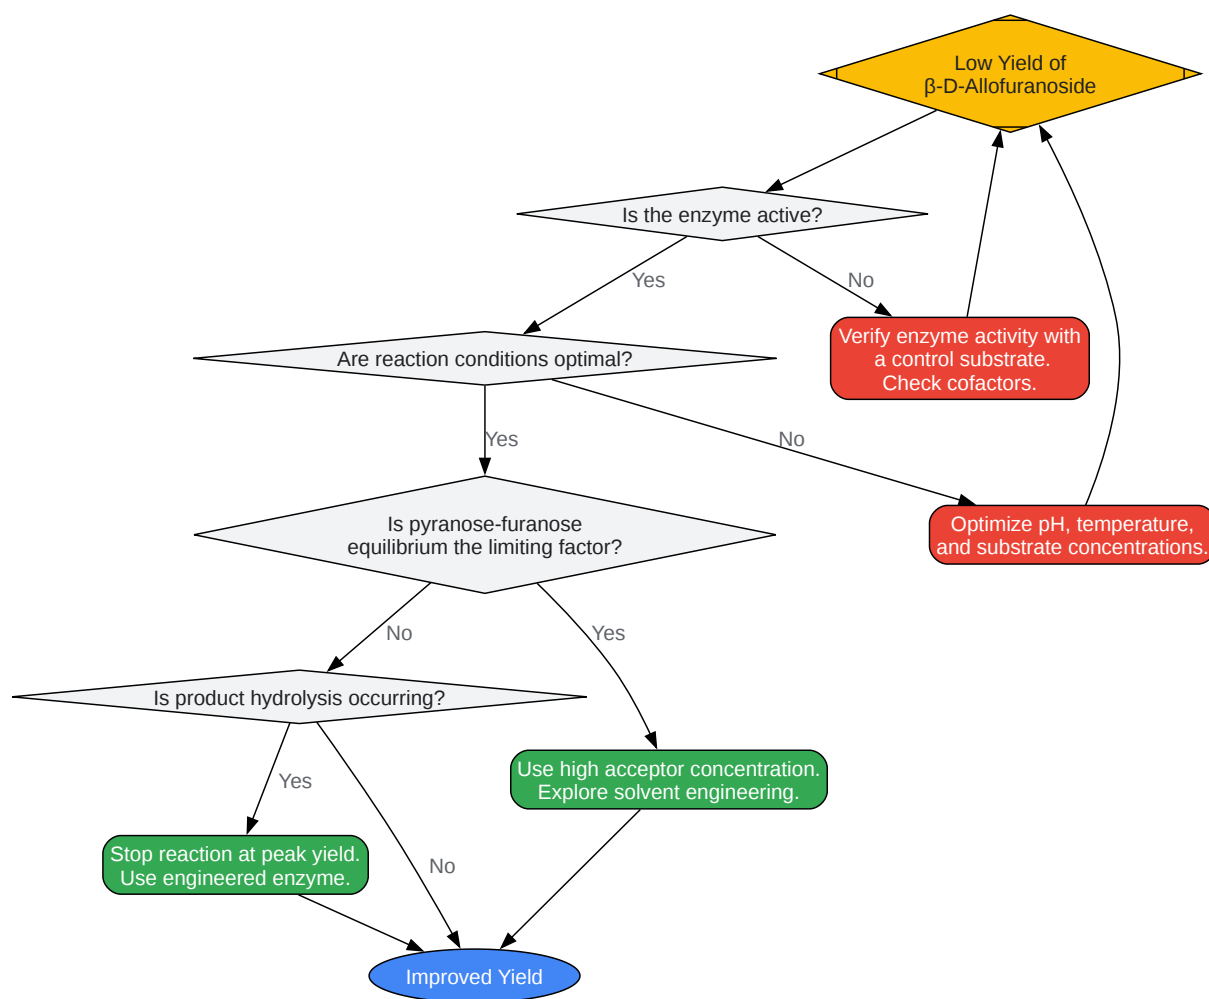 Low Yield of
β-D-Allofuranoside
Is the enzyme active?
Yes
No
Verify enzyme activity with
a control substrate.
Check cofactors.
Are reaction conditions optimal?
Yes
No
Optimize pH, temperature,
and substrate concentrations.
Is pyranose-furanose
equilibrium the limiting factor?
No
Yes
Is product hydrolysis occurring?
Use high acceptor concentration.
Explore solvent engineering.
Yes
No
Stop reaction at peak yield.
Use engineered enzyme.
Improved Yield